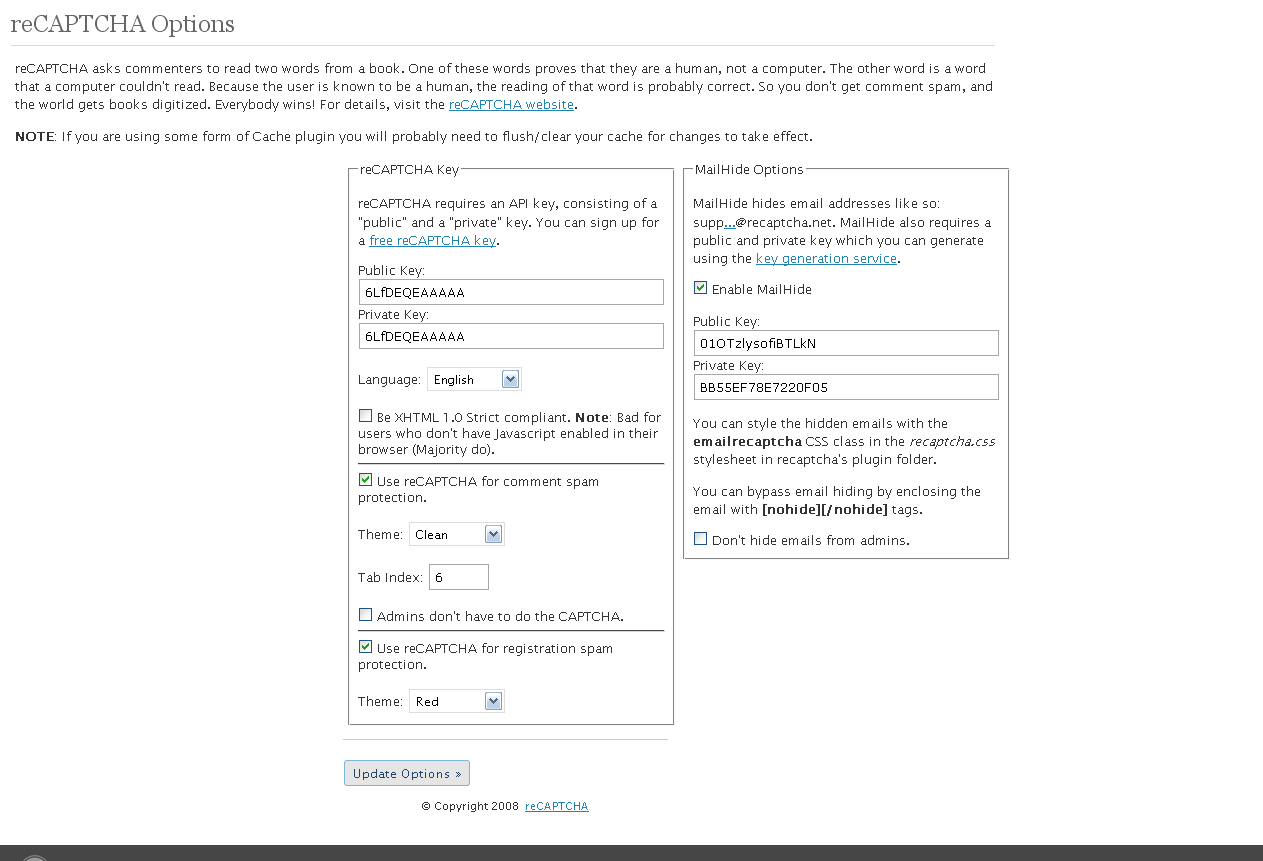 reCAPTCHA Options
reCAPTCHA asks commenters to read two words from a book. One of these words proves that they are a human, not a computer. The other word is a word
that a computer couldn't read. Because the user is known to be a human, the reading of that word is probably correct. So you don't get comment spam, and
the world gets books digitized. Everybody wins! For details, visit the reCAPTCHA website.
NOTE: If you are using some form of Cache plugin you will probably need to flush/clear your cache for changes to take effect.
reCAPTCHA Key
reCAPTCHA requires an API key, consisting of a
"public" and a "private" key. You can sign up for
a free reCAPTCHA key.
Public Key:
6LfDEQEAAAAA
Private Key:
6LfDEQEAAAAA
Language: English
Be XHTML 1.0 Strict compliant. Note: Bad for
users who don't have Javascript enabled in their
browser (Majority do).
Use reCAPTCHA for comment spam
protection.
Theme: Clean
Tab Index: 6
Admins don't have to do the CAPTCHA.
Use reCAPTCHA for registration spam
protection.
Theme: Red
MailHide Options
MailHide hides email addresses like so:
supp...@recaptcha.net. MailHide also requires a
public and private key which you can generate
using the key generation service.
Enable MailHide
Public Key:
01OTzlysofiBTLkN
Private Key:
BB55EF78E7220F05
You can style the hidden emails with the
emailrecaptcha CSS class in the recaptcha.css
stylesheet in recaptcha's plugin folder.
You can bypass email hiding by enclosing the
email with [nohide][/nohide] tags.
Don't hide emails from admins.
Update Options »
© Copyright 2008 reCAPTCHA